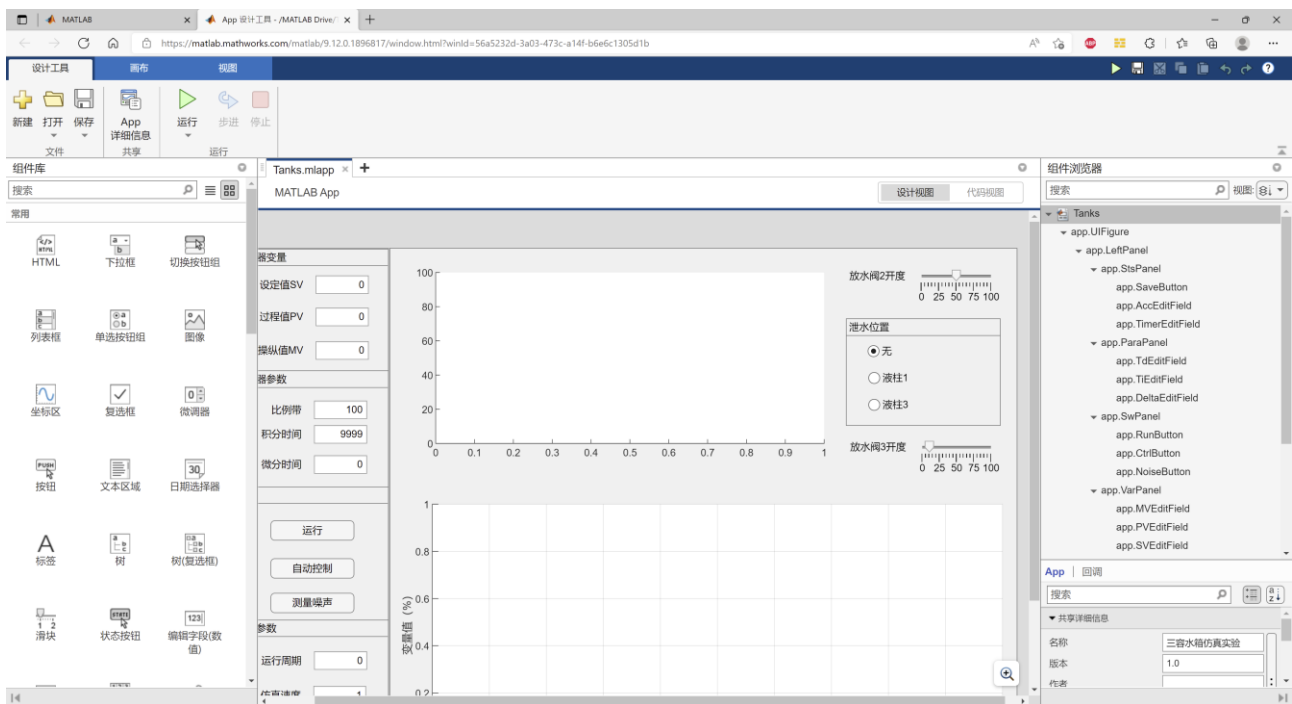 MATLAB
App 设计工具 - /MATLAB Drive/
https://matlab.mathworks.com/matlab/9.12.0.1896817/window.html?winId=56a5232d-3a03-473c-a14f-b6e6c1305d1b
设计工具 画布 视图
新建 打开 保存 App 详细信息 运行 步进 停止
文件 共享 运行
组件库
搜索
常用
HTML 下拉框 切换按钮组
列表框 单选按钮组 图像
坐标区 复选框 微调器
按钮 文本区域 日期选择器
标签 树 树(复选框)
滑块 状态按钮 编辑字段(数值)
Tanks.mlapp
MATLAB App 设计视图 代码视图
器变量
设定值SV 0
过程值PV 0
操纵值MV 0
器参数
比例带 100
积分时间 9999
微分时间 0
运行
自动控制
测量噪声
参数
运行周期 0
仿真速度 1
100
80
60
40
20
0
0 0.1 0.2 0.3 0.4 0.5 0.6 0.7 0.8 0.9 1
放水阀2开度
0 25 50 75 100
泄水位置
无
液柱1
液柱3
放水阀3开度
0 25 50 75 100
变量值 (%)
1
0.8
0.6
0.4
0.2
组件浏览器
搜索 视图:
Tanks
app.UIFigure
app.LeftPanel
app.StsPanel
app.SaveButton
app.AccEditField
app.TimerEditField
app.ParaPanel
app.TdEditField
app.TiEditField
app.DeltaEditField
app.SwPanel
app.RunButton
app.CtrlButton
app.NoiseButton
app.VarPanel
app.MVEditField
app.PVEditField
app.SVEditField
App 回调
搜索
共享详细信息
名称 三容水箱仿真实验
版本 1.0
作者